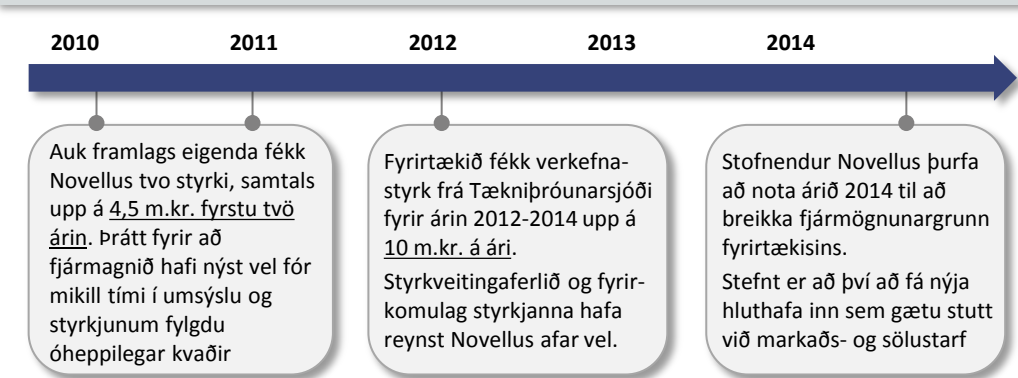 2010 2011 2012 2013 2014
Auk framlags eigenda fékk
Novellus tvo styrki, samtals
upp á 4,5 m.kr. fyrstu tvö
árin. Þrátt fyrir að
fjármagnið hafi nýst vel fór
mikill tími í umsýslu og
styrkjunum fylgdu
óheppilegar kvaðir
Fyrirtækið fékk verkefna-
styrk frá Tækniþróunarsjóði
fyrir árin 2012-2014 upp á
10 m.kr. á ári.
Styrkveitingaferlið og fyrir-
komulag styrkjanna hafa
reynst Novellus afar vel.
Stofnendur Novellus þurfa
að nota árið 2014 til að
breikka fjármögnunargrunn
fyrirtækisins.
Stefnt er að því að fá nýja
hluthafa inn sem gætu stutt
við markaðs- og sölustarf